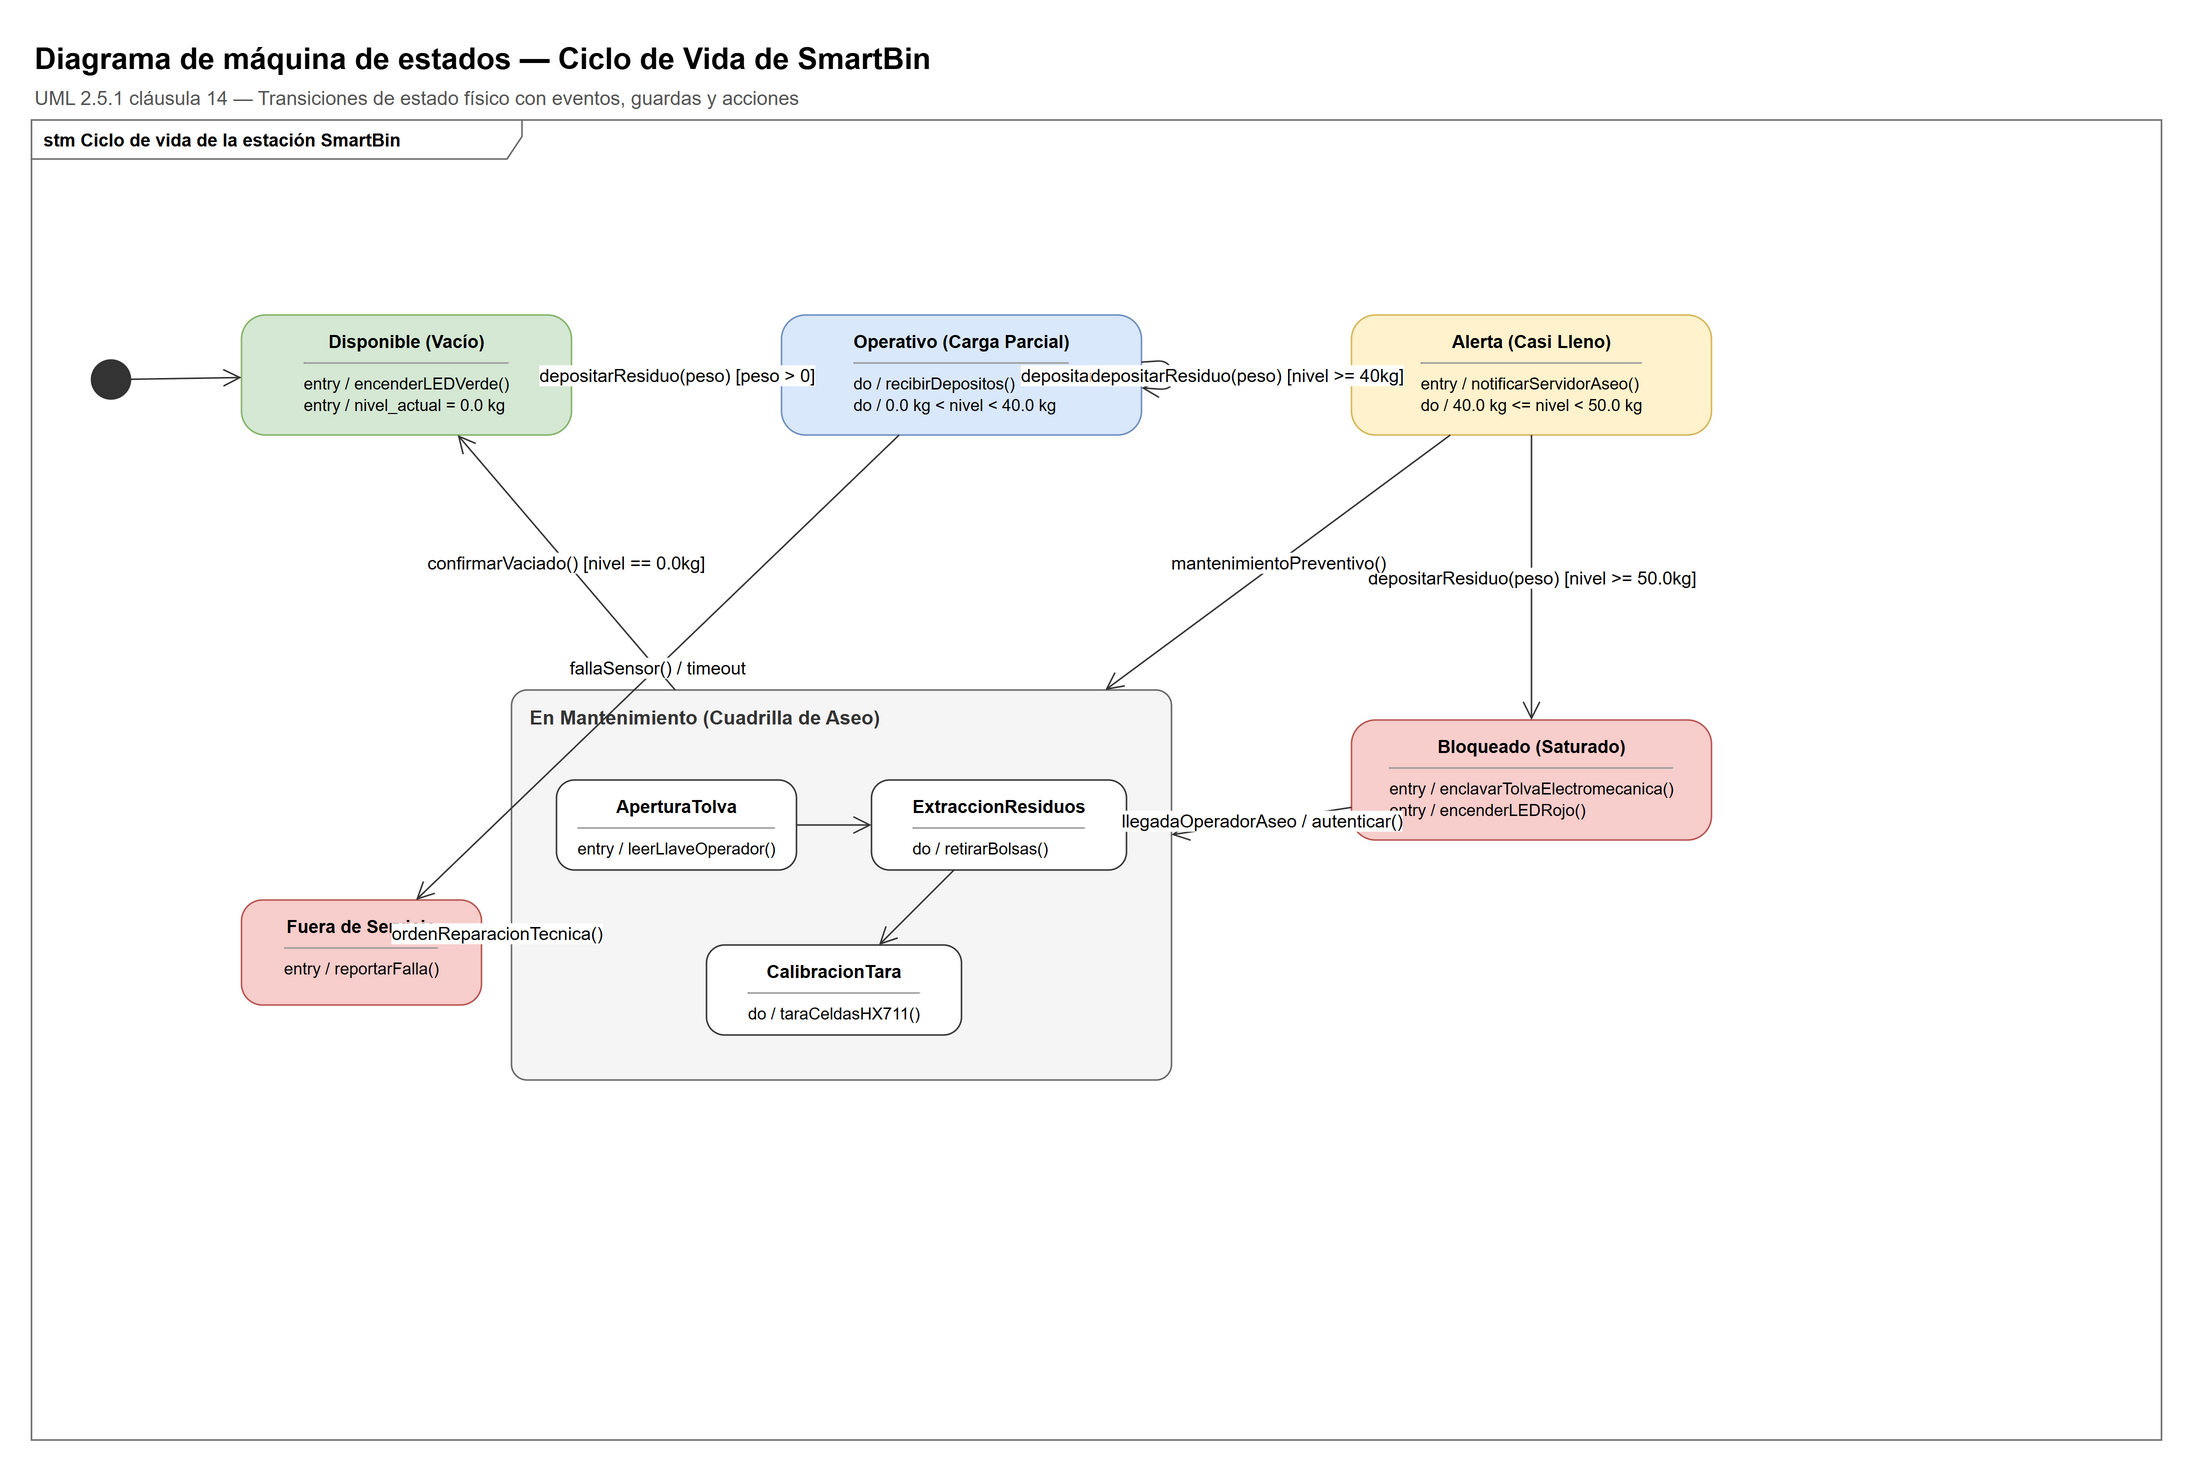 Diagrama de máquina de estados — Ciclo de Vida de SmartBin
UML 2.5.1 cláusula 14 — Transiciones de estado físico con eventos, guardas y acciones
stm Ciclo de vida de la estación SmartBin
Disponible (Vacío)
entry / encenderLEDVerde()
entry / nivel_actual = 0.0 kg
depositarResiduo(peso) [peso > 0]
Operativo (Carga Parcial)
do / recibirDepositos()
do / 0.0 kg < nivel < 40.0 kg
depositarResiduo(peso) [nivel >= 40kg]
Alerta (Casi Lleno)
entry / notificarServidorAseo()
do / 40.0 kg <= nivel < 50.0 kg
confirmarVaciado() [nivel == 0.0kg]
mantenimientoPreventivo()
depositarResiduo(peso) [nivel >= 50.0kg]
fallaSensor() / timeout
En Mantenimiento (Cuadrilla de Aseo)
AperturaTolva
entry / leerLlaveOperador()
ExtraccionResiduos
do / retirarBolsas()
llegadaOperadorAseo / autenticar()
Bloqueado (Saturado)
entry / enclavarTolvaElectromecanica()
entry / encenderLEDRojo()
Fuera de
entry / reportarFalla()
ordenReparacionTecnica()
CalibracionTara
do / taraCeldasHX711()